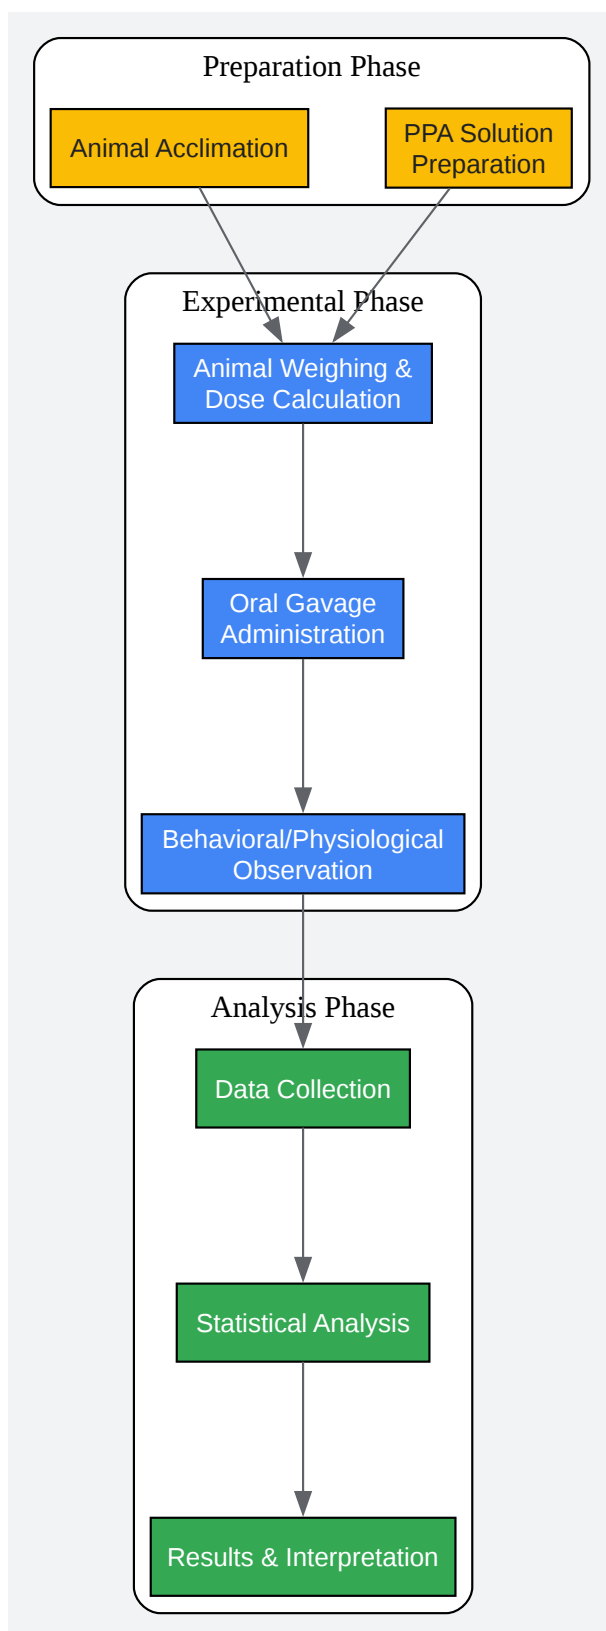 Preparation Phase
Animal Acclimation
PPA Solution
Preparation
Experimental Phase
Animal Weighing &
Dose Calculation
Oral Gavage
Administration
Behavioral/Physiological
Observation
Analysis Phase
Data Collection
Statistical Analysis
Results & Interpretation